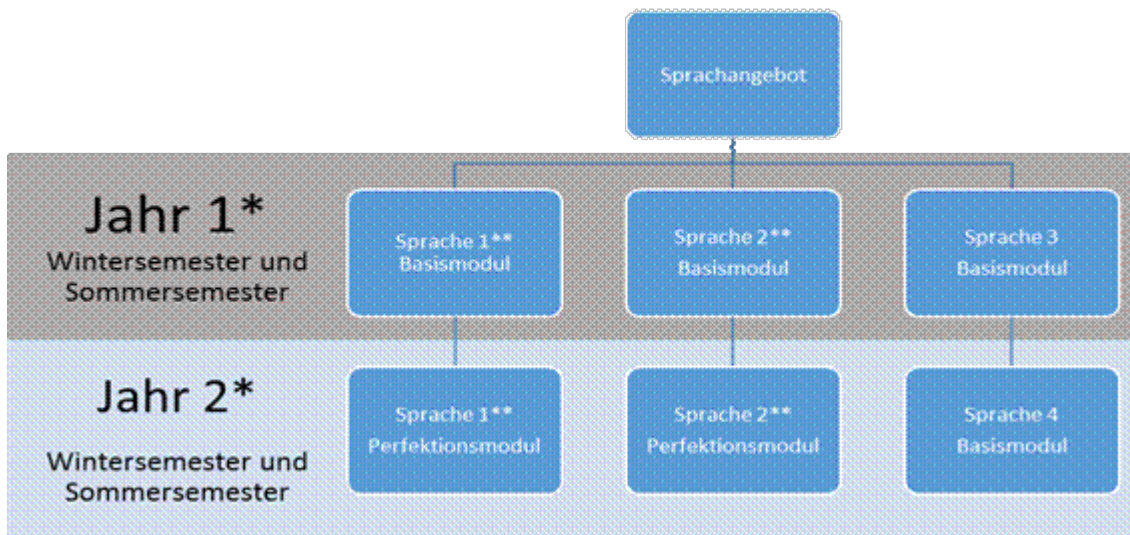 Sprachangebot
Jahr 1*
Wintersemester und
Sommersemester
Sprache 1**
Basismodul
Sprache 2**
Basismodul
Sprache 3
Basismodul
Jahr 2*
Wintersemester und
Sommersemester
Sprache 1**
Perfektionsmodul
Sprache 2**
Perfektionsmodul
Sprache 4
Basismodul